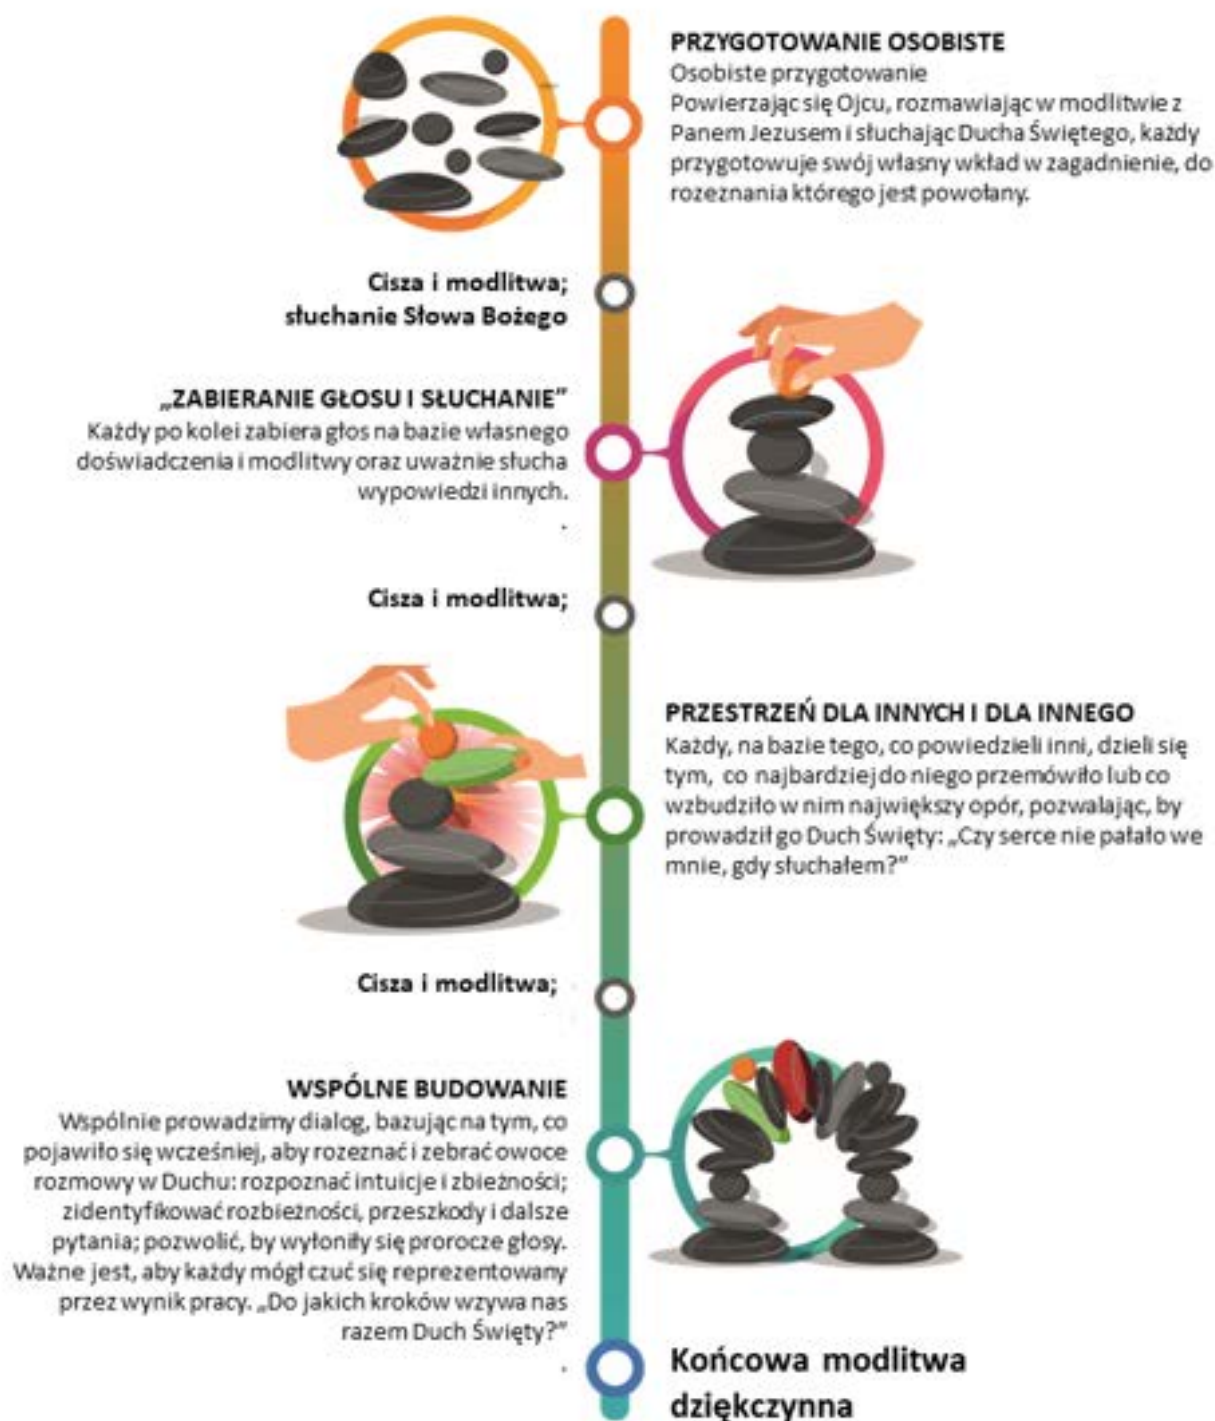 PRZYGOTOWANIE OSOBISTE
Osobiste przygotowanie
Powierzając się Ojcu, rozmawiając w modlitwie z
Panem Jezusem i słuchając Ducha Świętego, każdy
przygotowuje swój własny wkład w zagadnienie, do
rozeznania którego jest powołany.
Cisza i modlitwa;
słuchanie Słowa Bożego
„ZABIERANIE GŁOSU I SŁUCHANIE”
Każdy po kolei zabiera głos na bazie własnego
doświadczenia i modlitwy oraz uważnie słucha
wypowiedzi innych.
.
Cisza i modlitwa;
PRZESTRZEŃ DLA INNYCH I DLA INNEGO
Każdy, na bazie tego, co powiedzieli inni, dzieli się
tym, co najbardziej do niego przemówiło lub co
wzbudziło w nim największy opór, pozwalając, by
prowadził go Duch Święty: „Czy serce nie pałało we
mnie, gdy słuchałem?”
Cisza i modlitwa;
WSPÓLNE BUDOWANIE
Wspólnie prowadzimy dialog, bazując na tym, co
pojawiło się wcześniej, aby rozeznać i zebrać owoce
rozmowy w Duchu: rozpoznać intuicje i zbieżności;
zidentyfikować rozbieżności, przeszkody i dalsze
pytania; pozwolić, by wyłoniły się prorocze głosy.
Ważne jest, aby każdy mógł czuć się reprezentowany
przez wynik pracy. „Do jakich kroków wzywa nas
razem Duch Święty?”
.
Końcowa modlitwa
dziękczynna